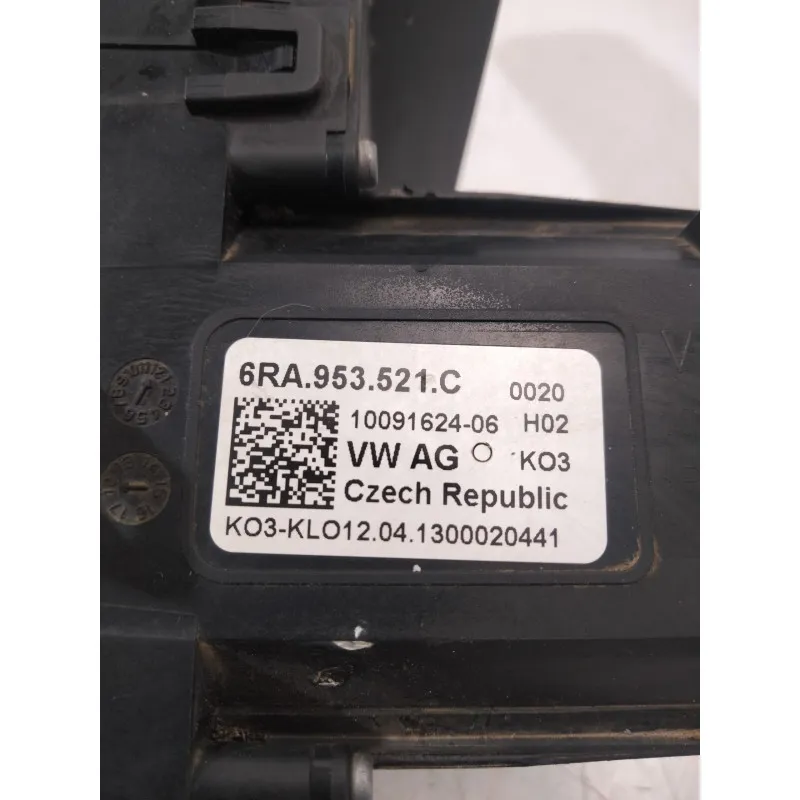 6RA.953.521.C 0020
10091624-06 H02
VW AG KO3
Czech Republic
KO3-KLO12.04.1300020441
V